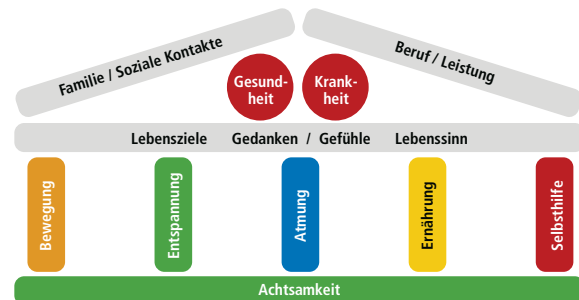 Familie / Soziale Kontakte
Beruf / Leistung
Gesund-
heit
Krank-
heit
Lebensziele Gedanken / Gefühle Lebenssinn
Bewegung
Entspannung
Atmung
Ernährung
Selbsthilfe
Achtsamkeit